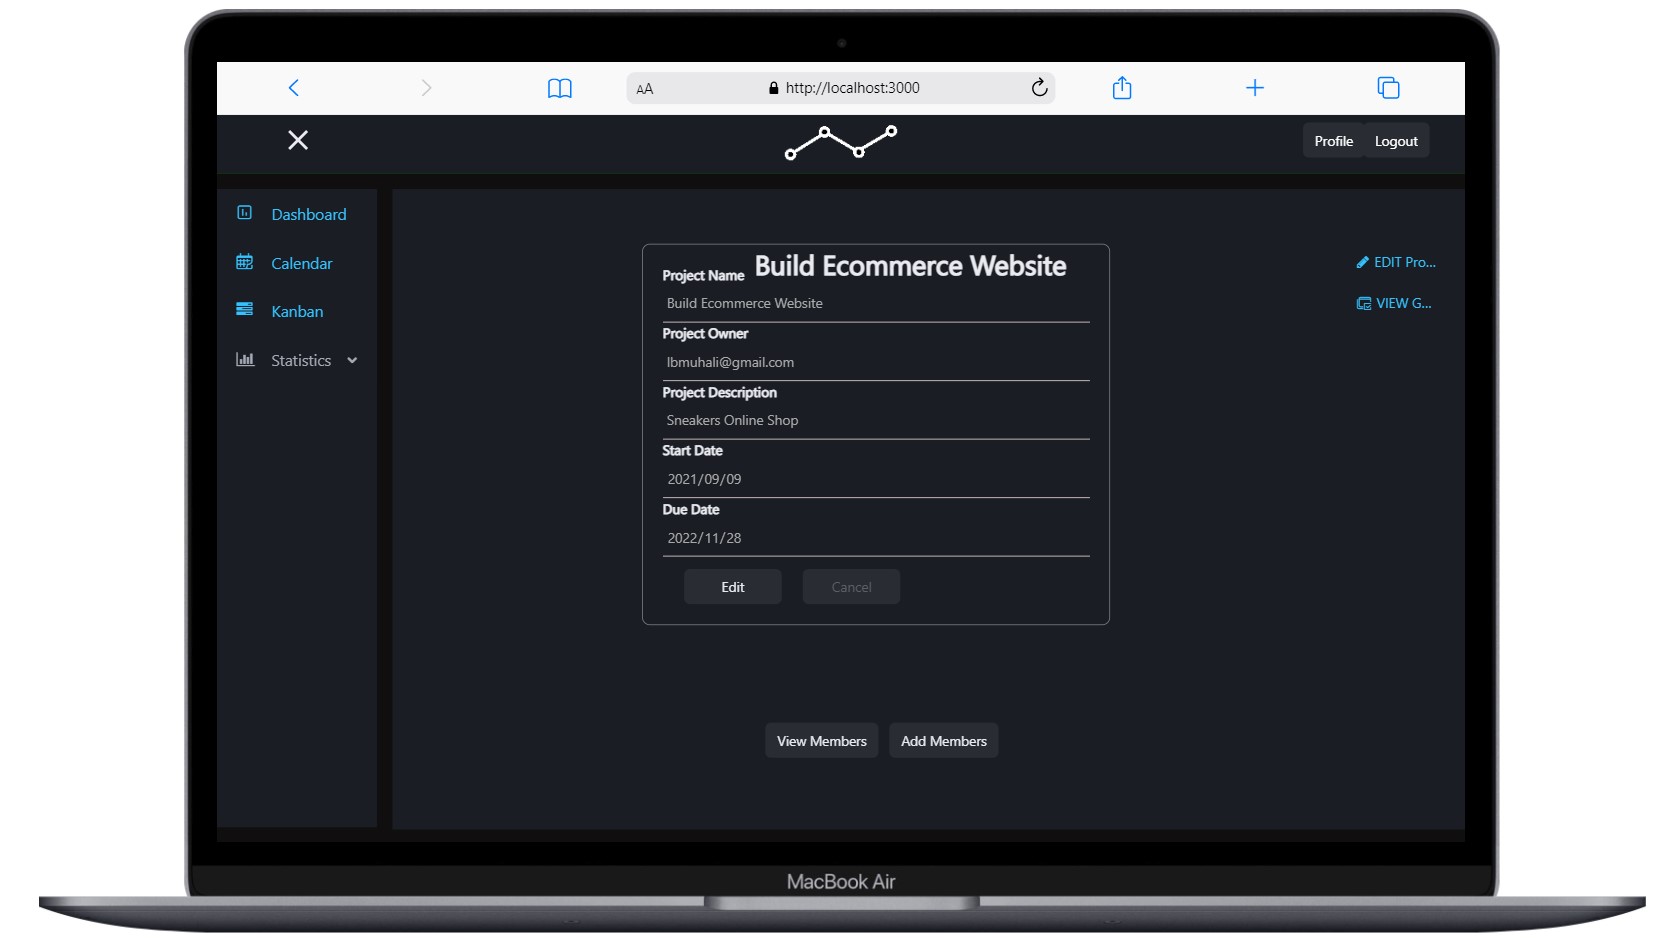 AA http://localhost:3000
Profile Logout
Dashboard
Calendar
Kanban
Statistics
Build Ecommerce Website
Project Name
Build Ecommerce Website
Project Owner
lbmuhali@gmail.com
Project Description
Sneakers Online Shop
Start Date
2021/09/09
Due Date
2022/11/28
Edit Cancel
EDIT Pro...
VIEW G...
View Members Add Members
MacBook Air